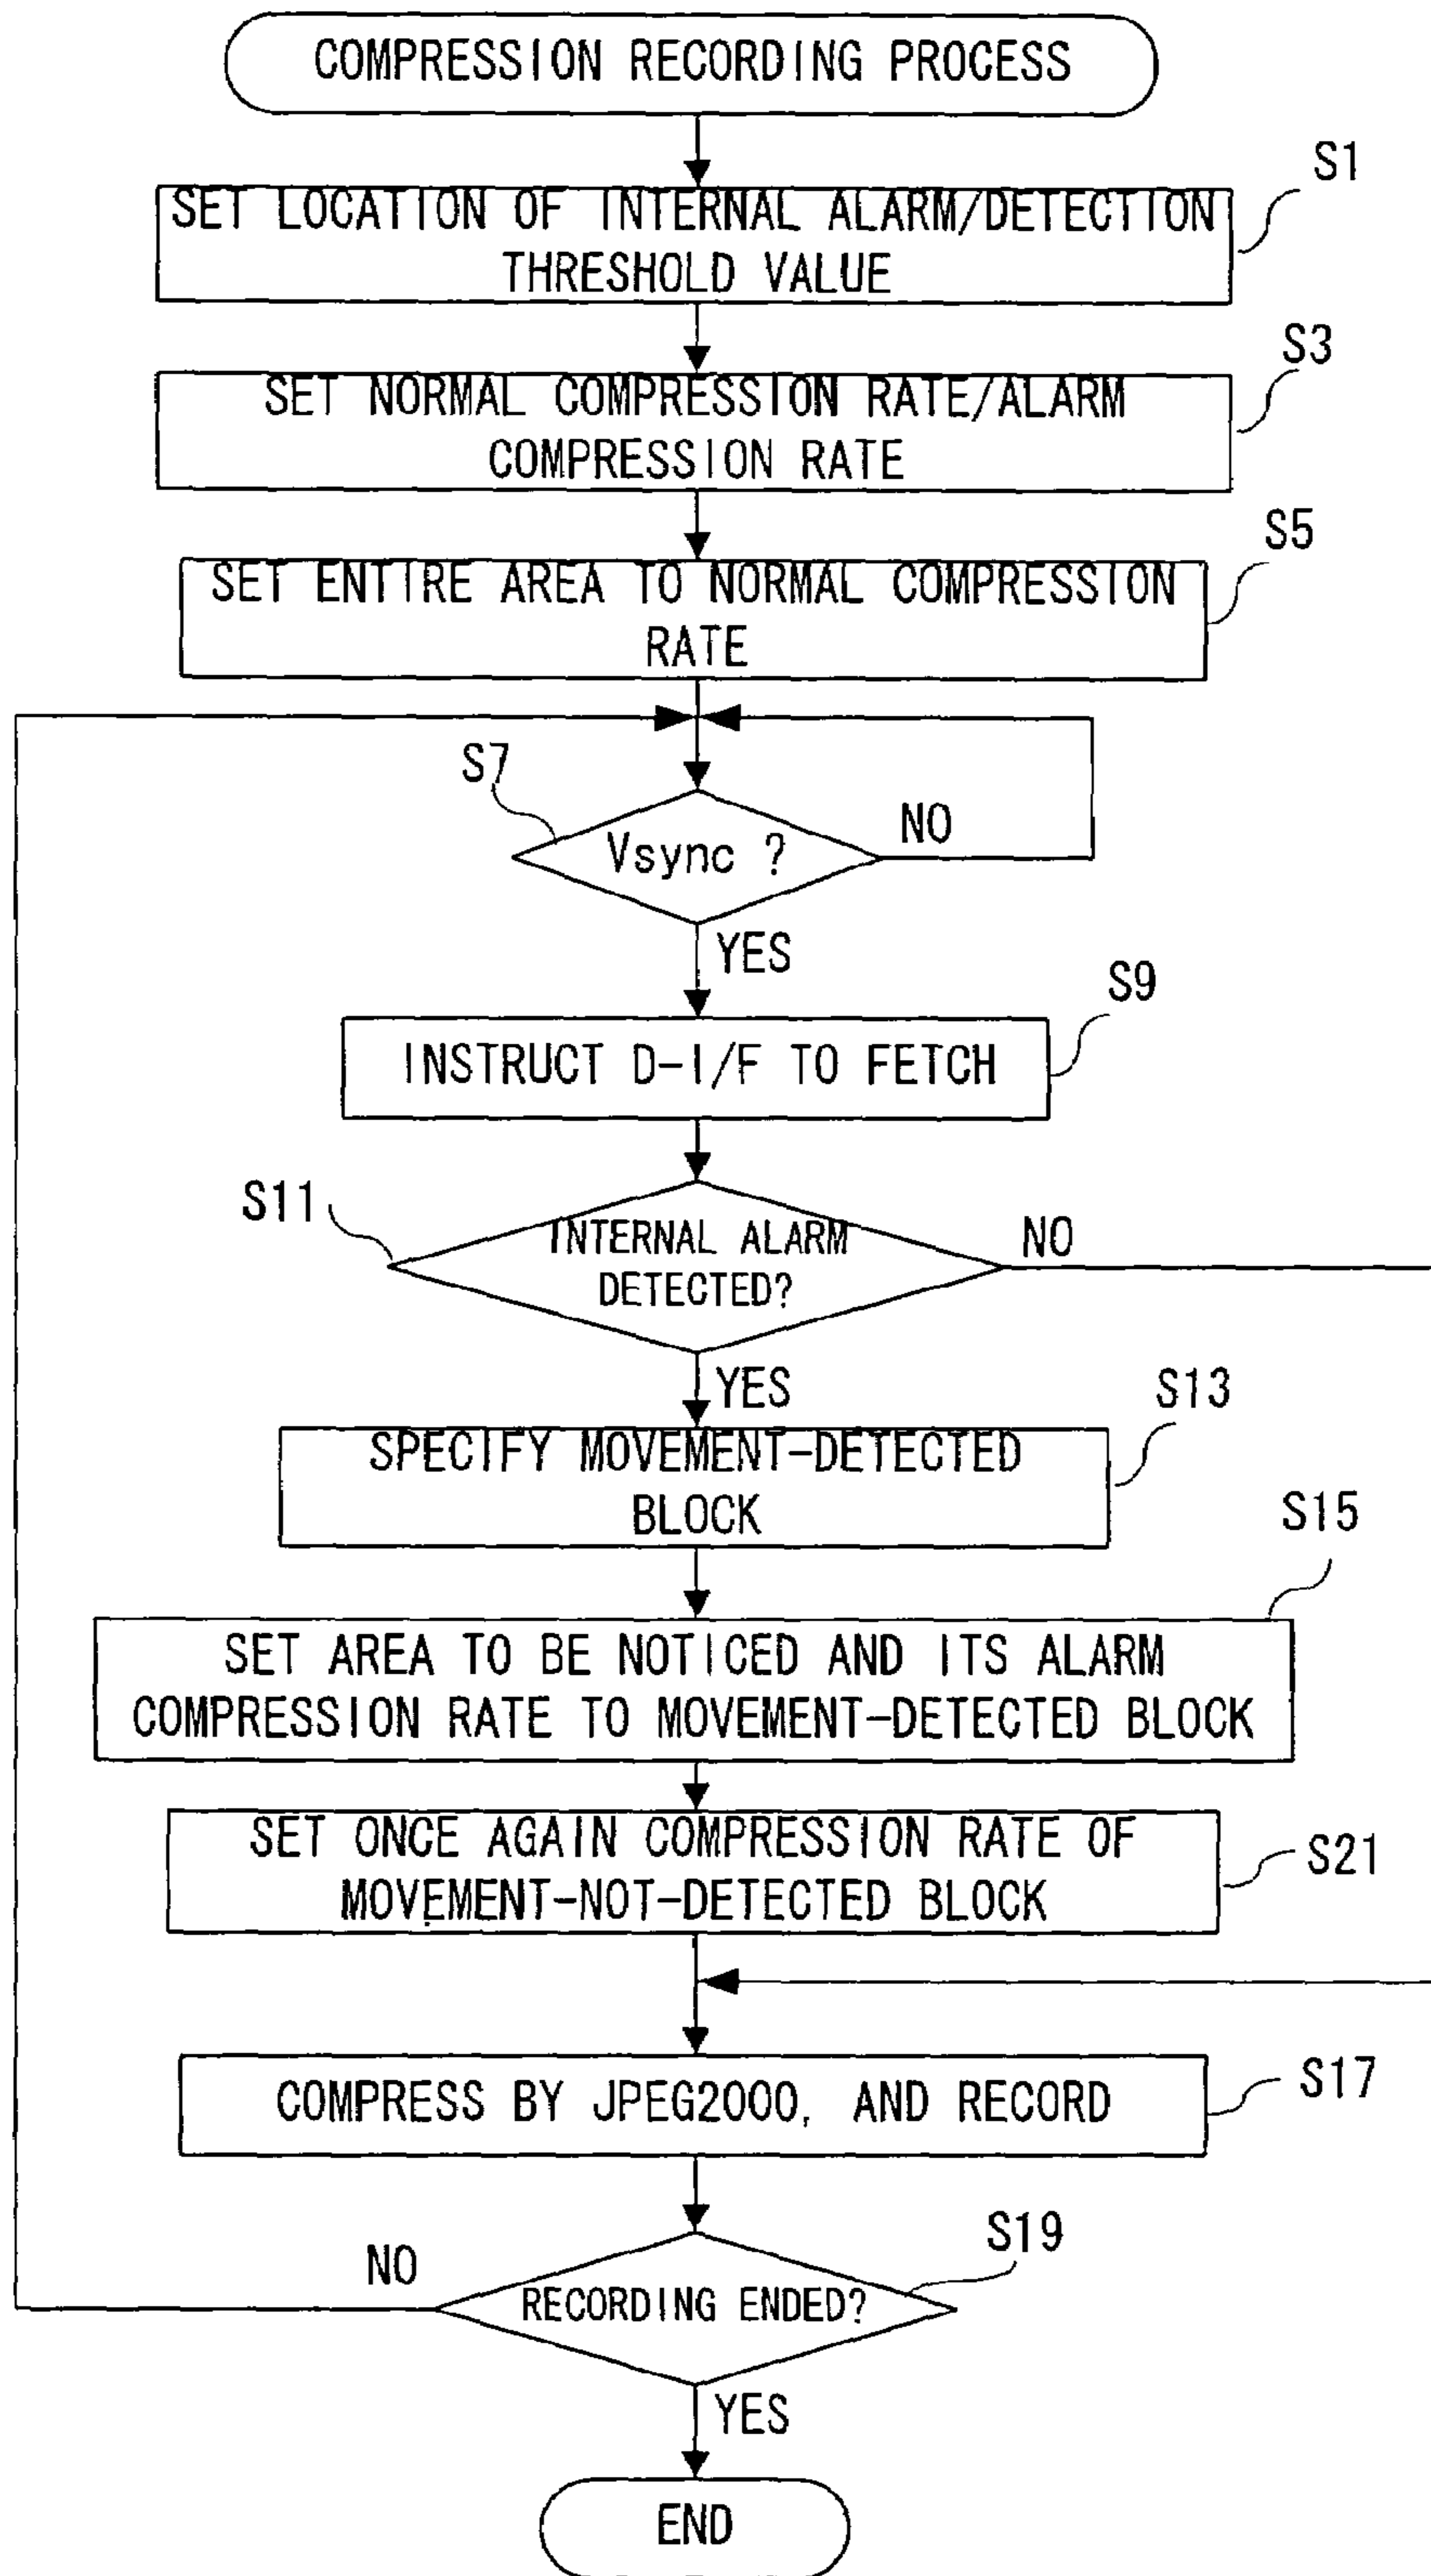 COMPRESSION RECORDING PROCESS
S1
SET LOCATION OF INTERNAL ALARM/DETECTION
THRESHOLD VALUE
S3
SET NORMAL COMPRESSION RATE/ALARM
COMPRESSION RATE
S5
SET ENTIRE AREA TO NORMAL COMPRESSION
RATE
S7
Vsync ?
NO
YES
S9
INSTRUCT D-I/F TO FETCH
S11
INTERNAL ALARM
DETECTED?
NO
YES
S13
SPECIFY MOVEMENT-DETECTED
BLOCK
S15
SET AREA TO BE NOTICED AND ITS ALARM
COMPRESSION RATE TO MOVEMENT-DETECTED BLOCK
SET ONCE AGAIN COMPRESSION RATE OF
MOVEMENT-NOT-DETECTED BLOCK
S21
COMPRESS BY JPEG2000, AND RECORD
S17
S19
NO
RECORDING ENDED?
YES
END